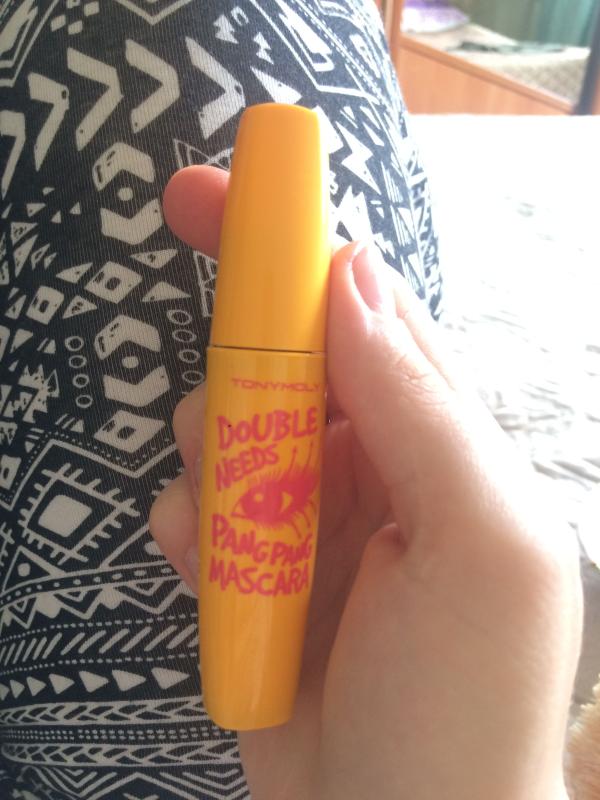 TONYMOLY
DOUBLE
NEEDS
PANG PANG
MASCARA